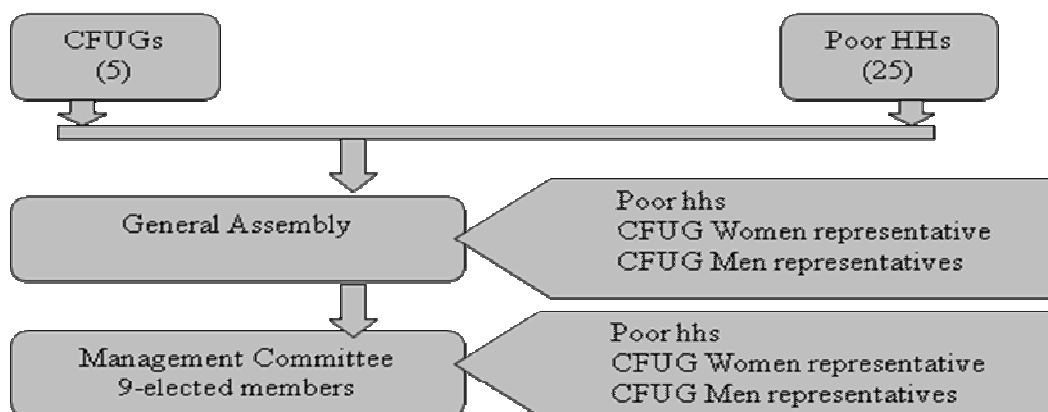 CFUGs
(5)
Poor HHs
(25)
General Assembly
Poor hhs
CFUG Women representative
CFUG Men representatives
Management Committee
9-elected members
Poor hhs
CFUG Women representative
CFUG Men representatives